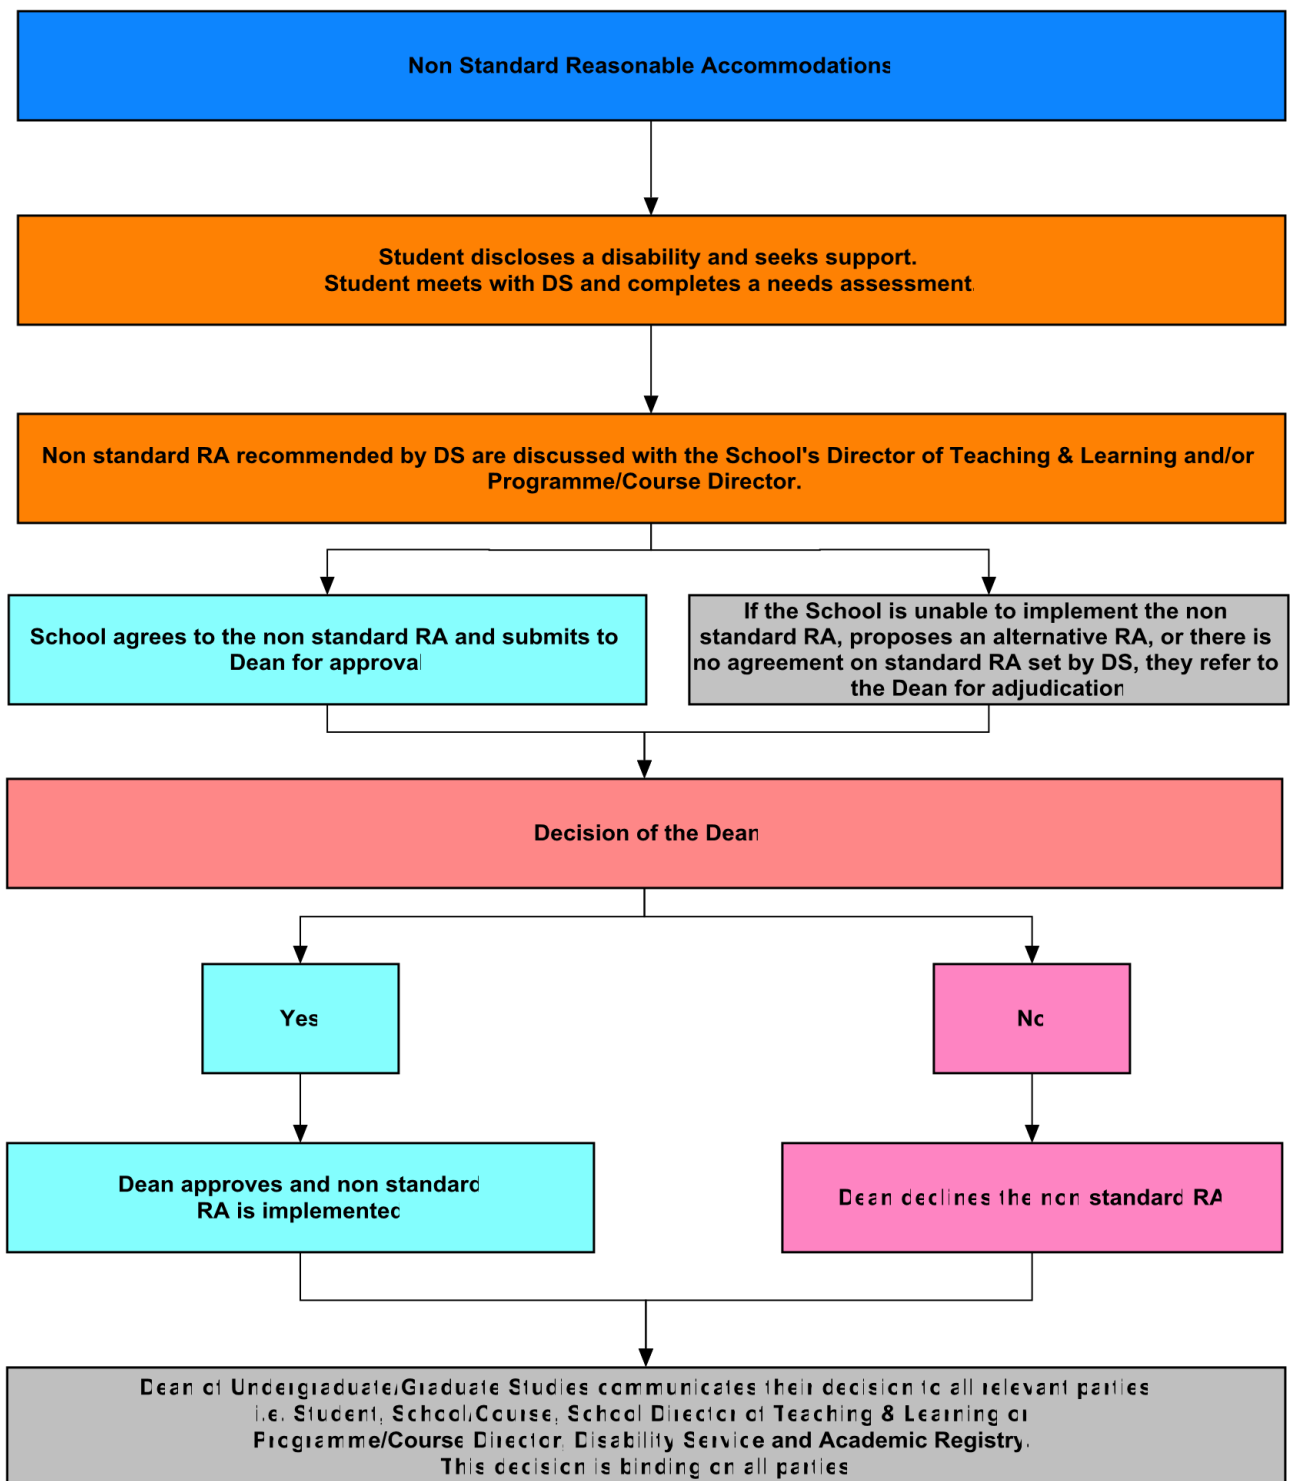 Non Standard Reasonable Accommodations
Student discloses a disability and seeks support.
Student meets with DS and completes a needs assessment.
Non standard RA recommended by DS are discussed with the School's Director of Teaching & Learning and/or
Programme/Course Director.
School agrees to the non standard RA and submits to
Dean for approval
If the School is unable to implement the non
standard RA, proposes an alternative RA, or there is
no agreement on standard RA set by DS, they refer to
the Dean for adjudication
Decision of the Dean
Yes
No
Dean approves and non standard
RA is implemented
Dean declines the non standard RA
Dean of Undergraduate/Graduate Studies communicates their decision to all relevant parties
i.e. Student, School/Course, School Director of Teaching & Learning or
Programme/Course Director, Disability Service and Academic Registry.
This decision is binding on all parties